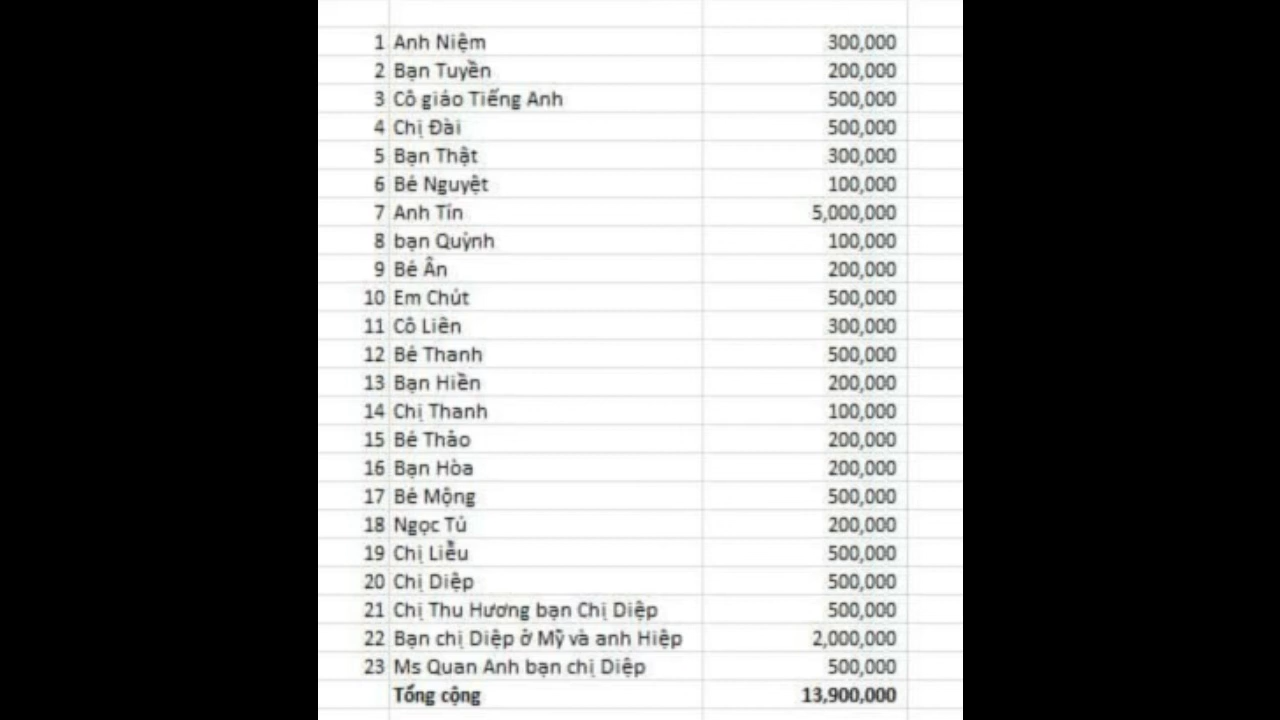 1 Anh Niệm 300,000
2 Bạn Tuyền 200,000
3 Cô giáo Tiếng Anh 500,000
4 Chị Đài 500,000
5 Bạn Thật 300,000
6 Bé Nguyệt 100,000
7 Anh Tín 5,000,000
8 bạn Quỳnh 100,000
9 Bé Ân 200,000
10 Em Chút 500,000
11 Cô Liên 300,000
12 Bé Thanh 500,000
13 Bạn Hiền 200,000
14 Chị Thanh 100,000
15 Bé Thảo 200,000
16 Bạn Hòa 200,000
17 Bé Mộng 500,000
18 Ngọc Tú 200,000
19 Chị Liễu 500,000
20 Chị Diệp 500,000
21 Chị Thu Hương bạn Chị Diệp 500,000
22 Bạn chị Diệp ở Mỹ và anh Hiệp 2,000,000
23 Ms Quan Anh bạn chị Diệp 500,000
Tổng cộng 13,900,000